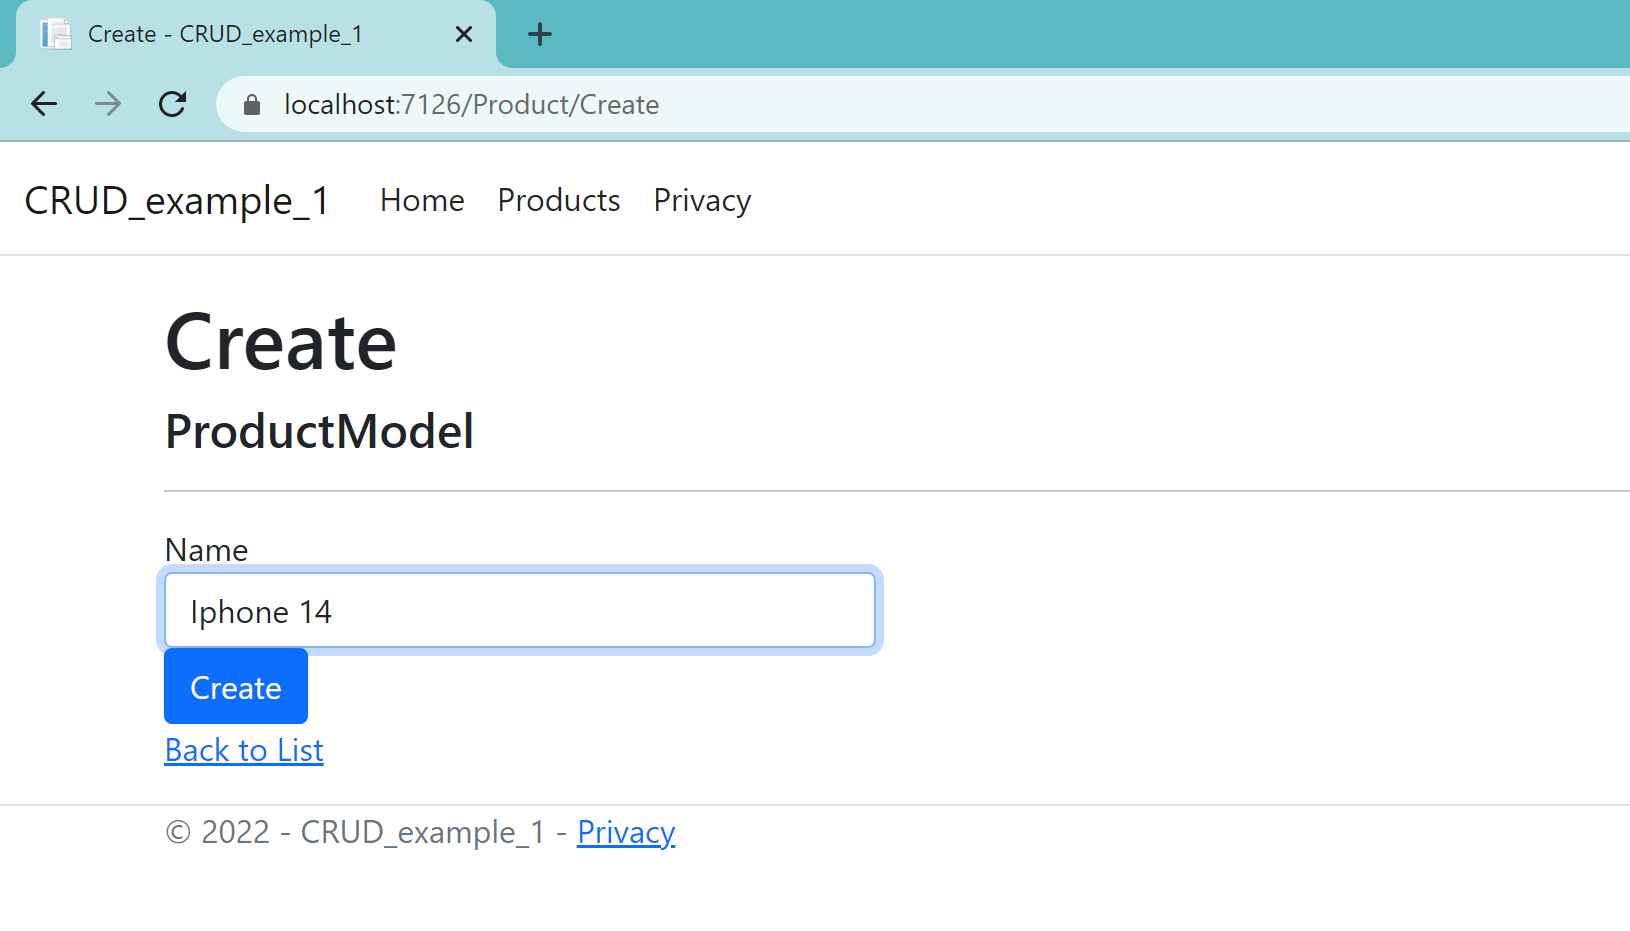 Create - CRUD_example_1
localhost:7126/Product/Create
CRUD_example_1 Home Products Privacy
Create
ProductModel
Name
Iphone 14
Create
Back to List
© 2022 - CRUD_example_1 - Privacy